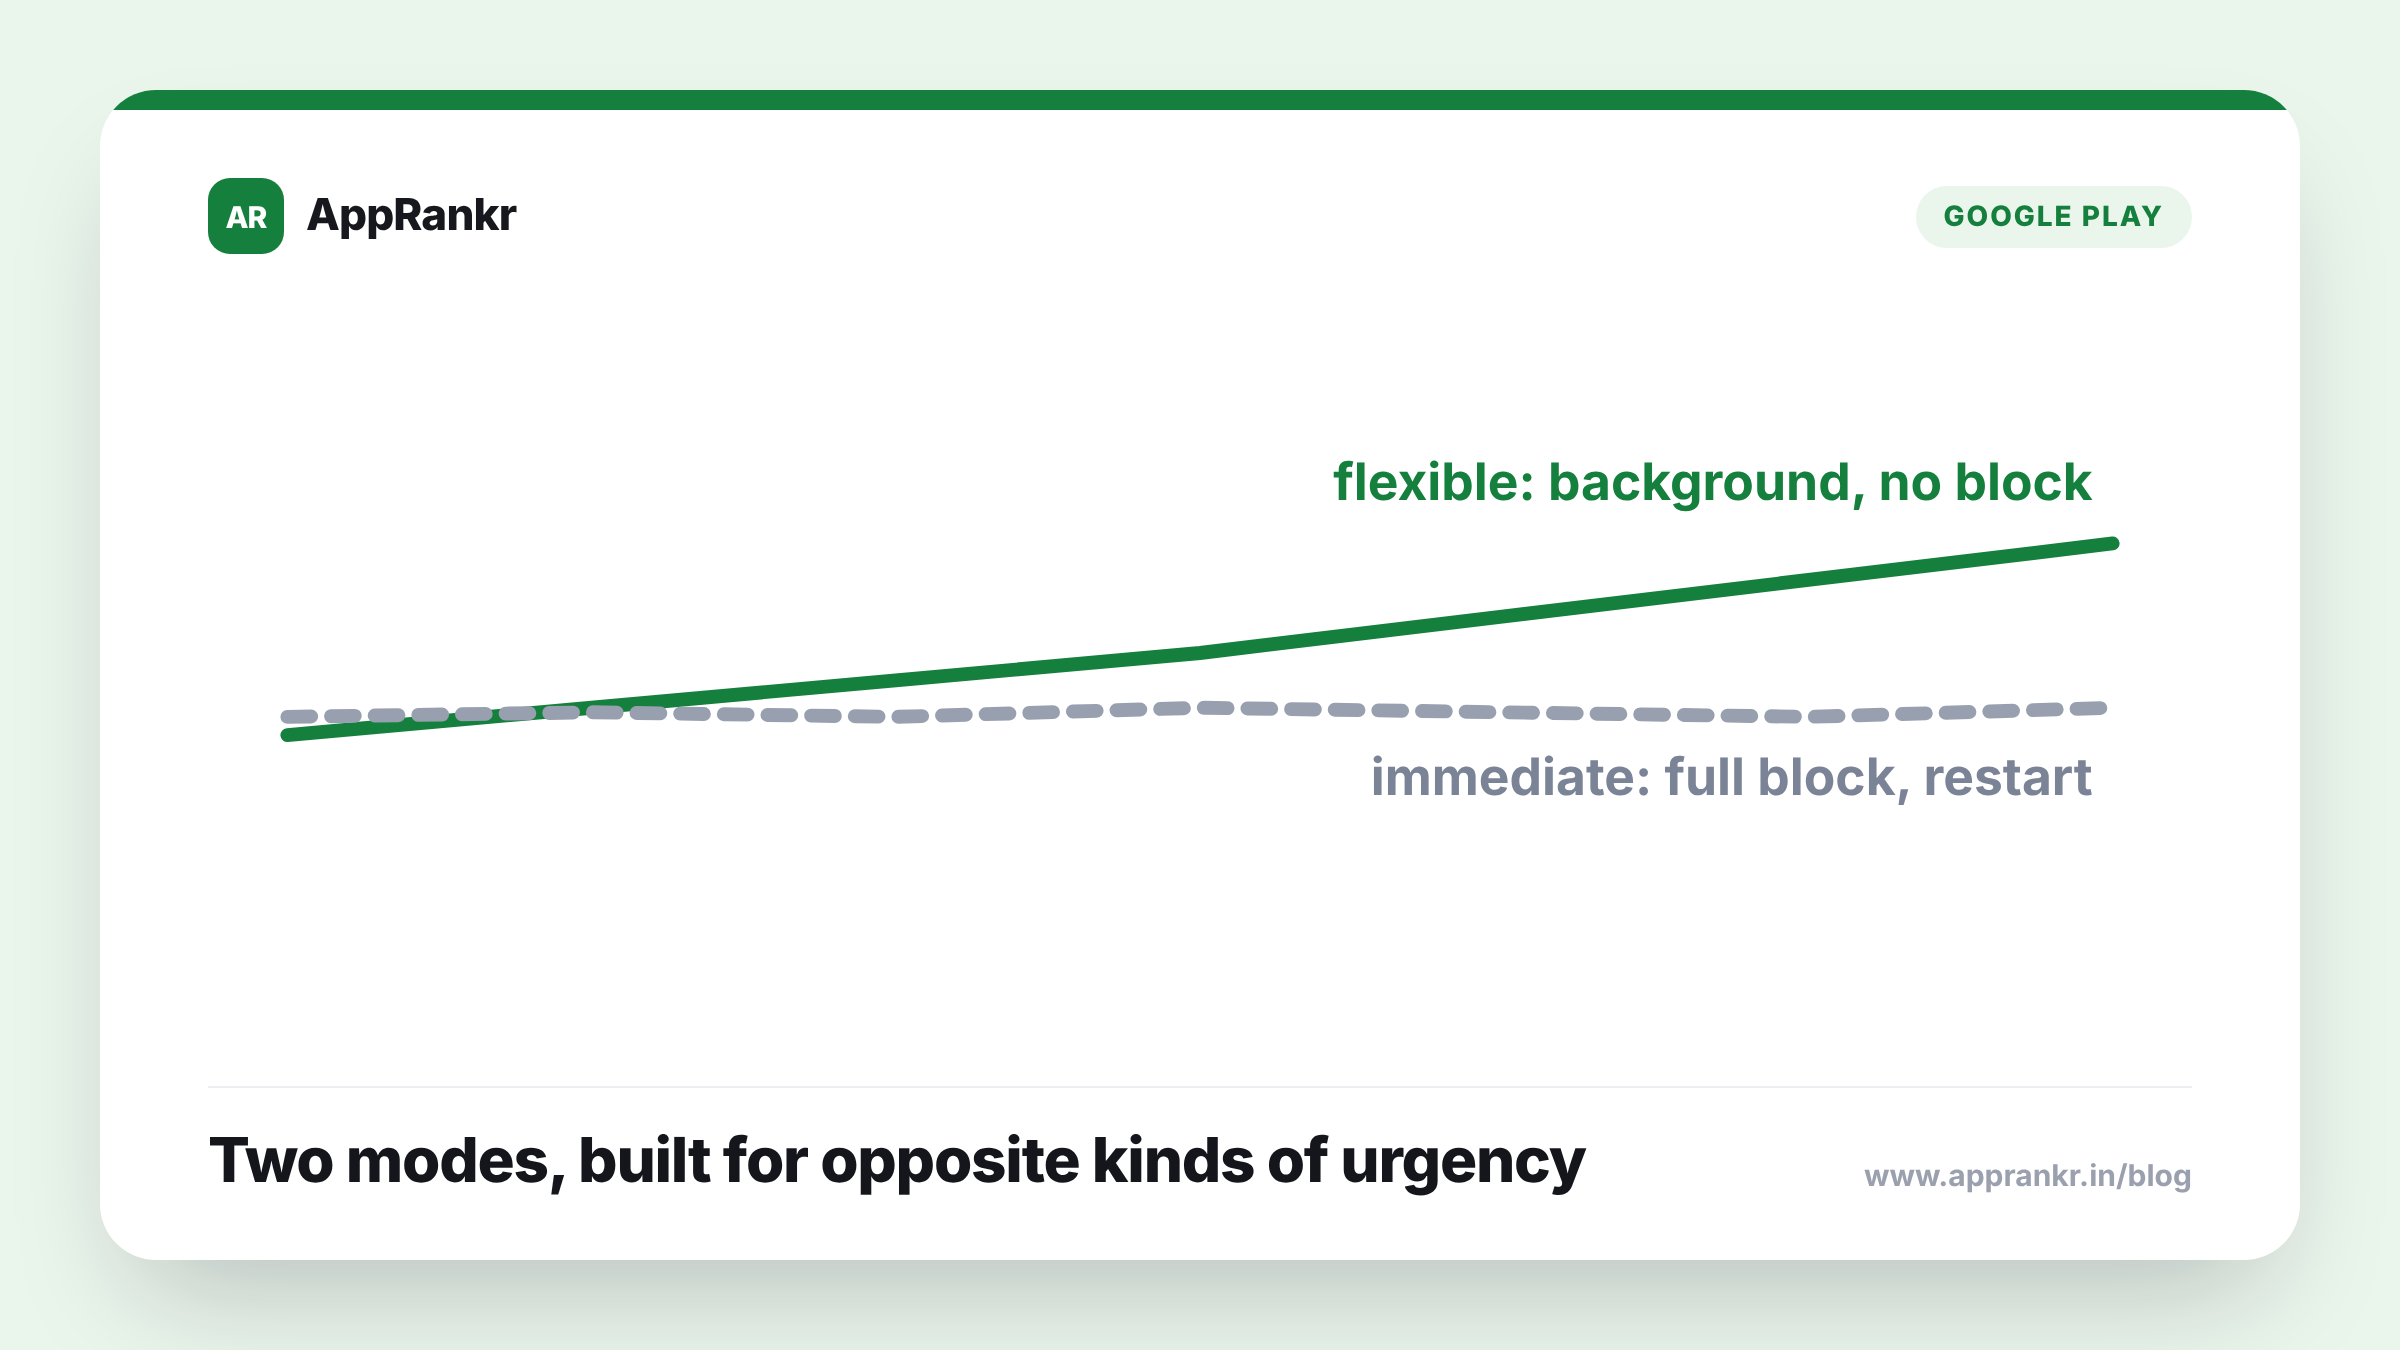 AR AppRankr
GOOGLE PLAY
flexible: background, no block
immediate: full block, restart
Two modes, built for opposite kinds of urgency
www.apprankr.in/blog